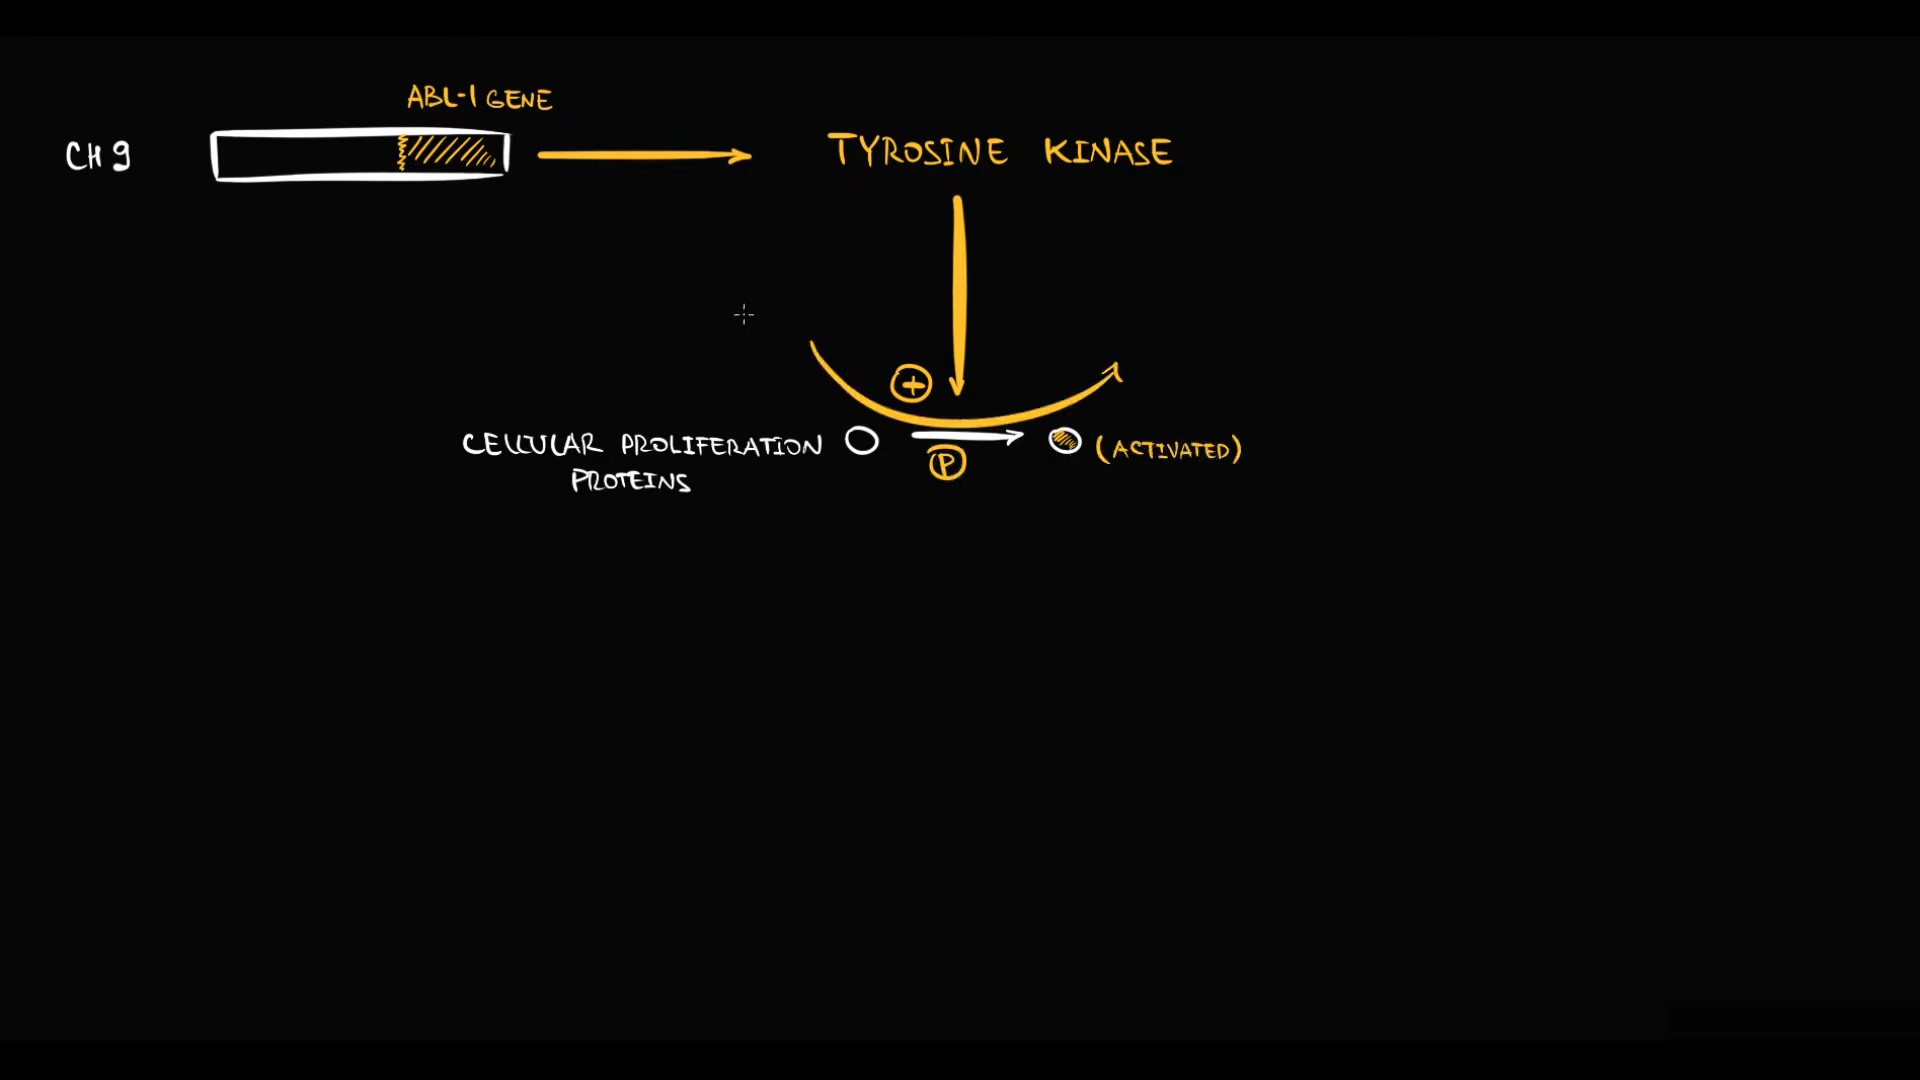 ABL-1 GENE
CH 9
TYROSINE KINASE
+
CELLULAR PROLIFERATION
PROTEINS
P
(ACTIVATED)